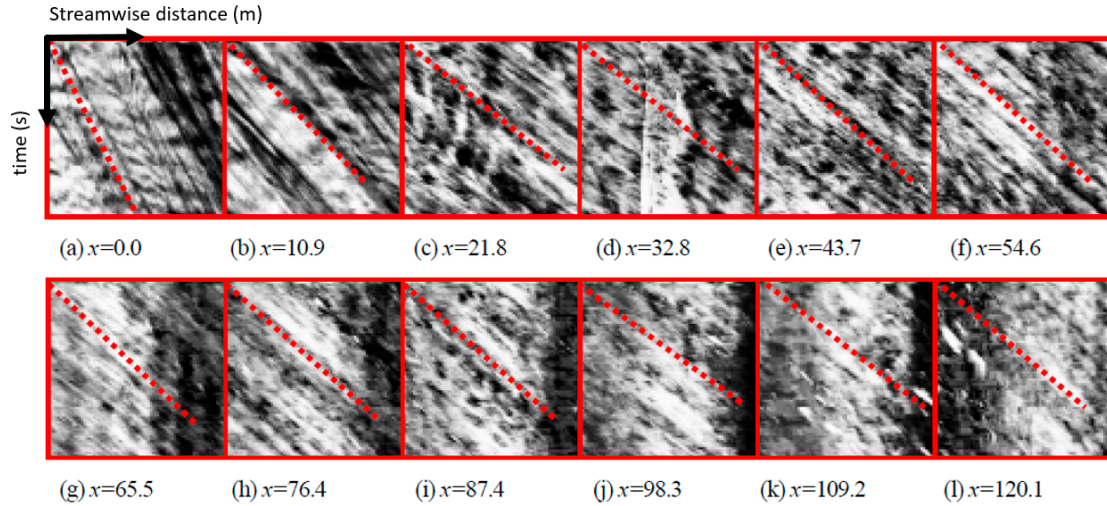 Streamwise distance (m)
time (s)
(a) x=0.0
(b) x=10.9
(c) x=21.8
(d) x=32.8
(e) x=43.7
(f) x=54.6
(g) x=65.5
(h) x=76.4
(i) x=87.4
(j) x=98.3
(k) x=109.2
(l) x=120.1